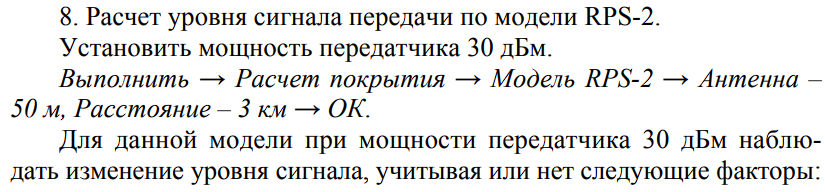 8. Расчет уровня сигнала передачи по модели RPS-2.
Установить мощность передатчика 30 дБм.
Выполнить → Расчет покрытия → Модель RPS-2 → Антенна –
50 м, Расстояние – 3 км → ОК.
Для данной модели при мощности передатчика 30 дБм наблю-
дать изменение уровня сигнала, учитывая или нет следующие факторы: